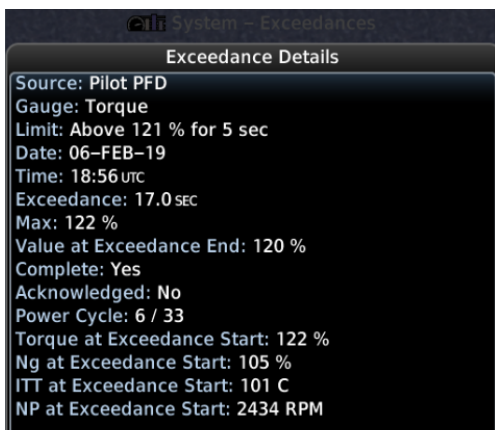 System – Exceedances
Exceedance Details
Source: Pilot PFD
Gauge: Torque
Limit: Above 121 % for 5 sec
Date: 06–FEB–19
Time: 18:56 UTC
Exceedance: 17.0 SEC
Max: 122 %
Value at Exceedance End: 120 %
Complete: Yes
Acknowledged: No
Power Cycle: 6 / 33
Torque at Exceedance Start: 122 %
Ng at Exceedance Start: 105 %
ITT at Exceedance Start: 101 C
NP at Exceedance Start: 2434 RPM